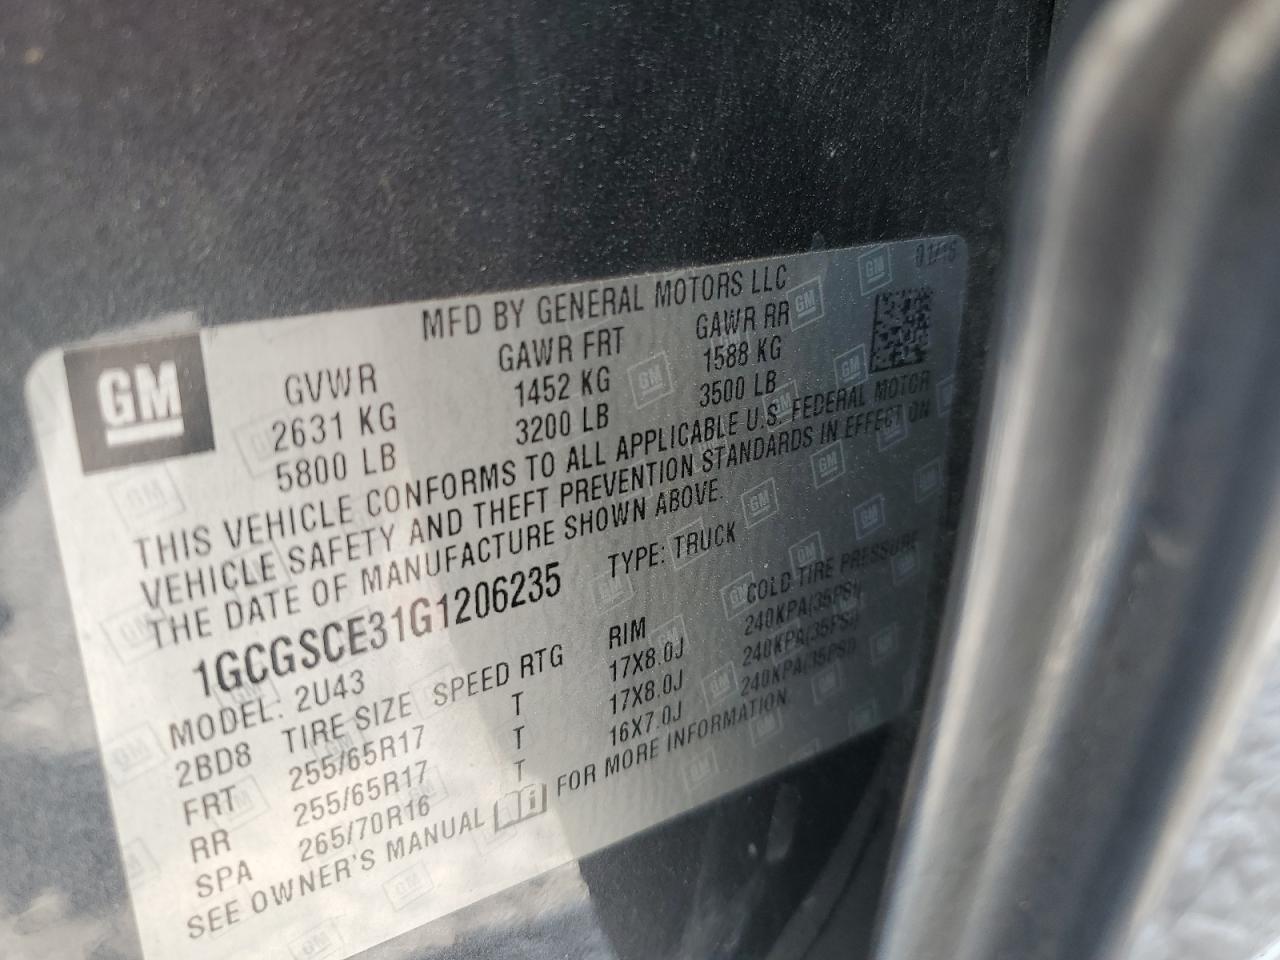 01/16
GM
MFD BY GENERAL MOTORS LLC
GVWR GAWR FRT GAWR RR
2631 KG 1452 KG 1588 KG
5800 LB 3200 LB 3500 LB
THIS VEHICLE CONFORMS TO ALL APPLICABLE U.S. FEDERAL MOTOR
VEHICLE SAFETY AND THEFT PREVENTION STANDARDS IN EFFECT ON
THE DATE OF MANUFACTURE SHOWN ABOVE.
1GCGSCE31G1206235 TYPE: TRUCK
MODEL: 2U43
2BD8 TIRE SIZE SPEED RTG RIM COLD TIRE PRESSURE
FRT 255/65R17 T 17X8.0J 240KPA(35PSI)
RR 255/65R17 T 17X8.0J 240KPA(35PSI)
SPA 265/70R16 T 16X7.0J 240KPA(35PSI)
SEE OWNER'S MANUAL FOR MORE INFORMATION